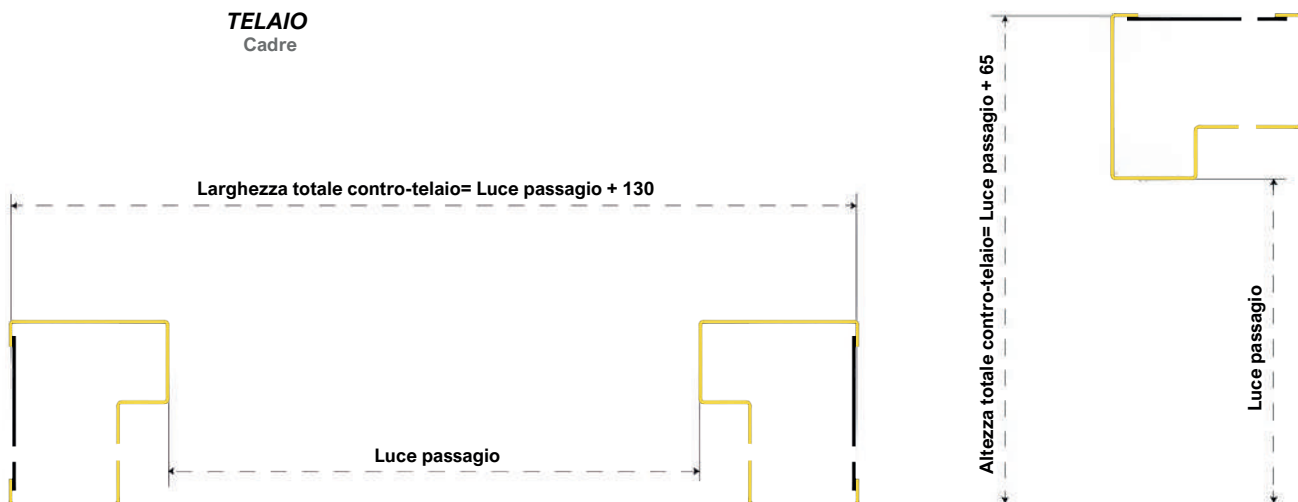 TELAIO
Cadre
Larghezza totale contro-telaio= Luce passagio + 130
Luce passagio
Altezza totale contro-telaio= Luce passagio + 65
Luce passagio